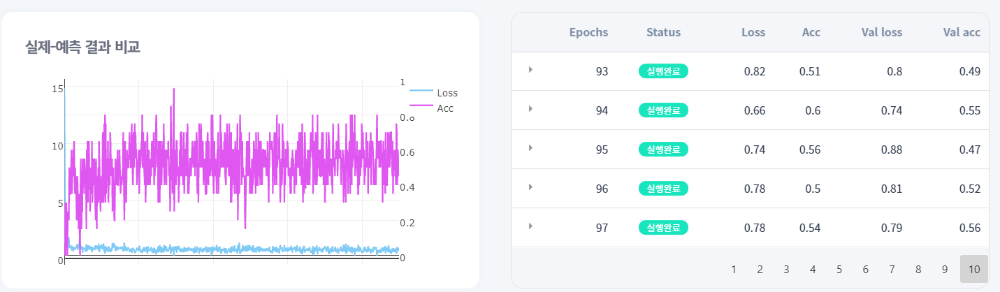 실제-예측 결과 비교
15
10
5
0
1
0.8
0.6
0.4
0.2
0
Loss
Acc
Epochs Status Loss Acc Val loss Val acc
93 실행완료 0.82 0.51 0.8 0.49
94 실행완료 0.66 0.6 0.74 0.55
95 실행완료 0.74 0.56 0.88 0.47
96 실행완료 0.78 0.5 0.81 0.52
97 실행완료 0.78 0.54 0.79 0.56
1 2 3 4 5 6 7 8 9 10